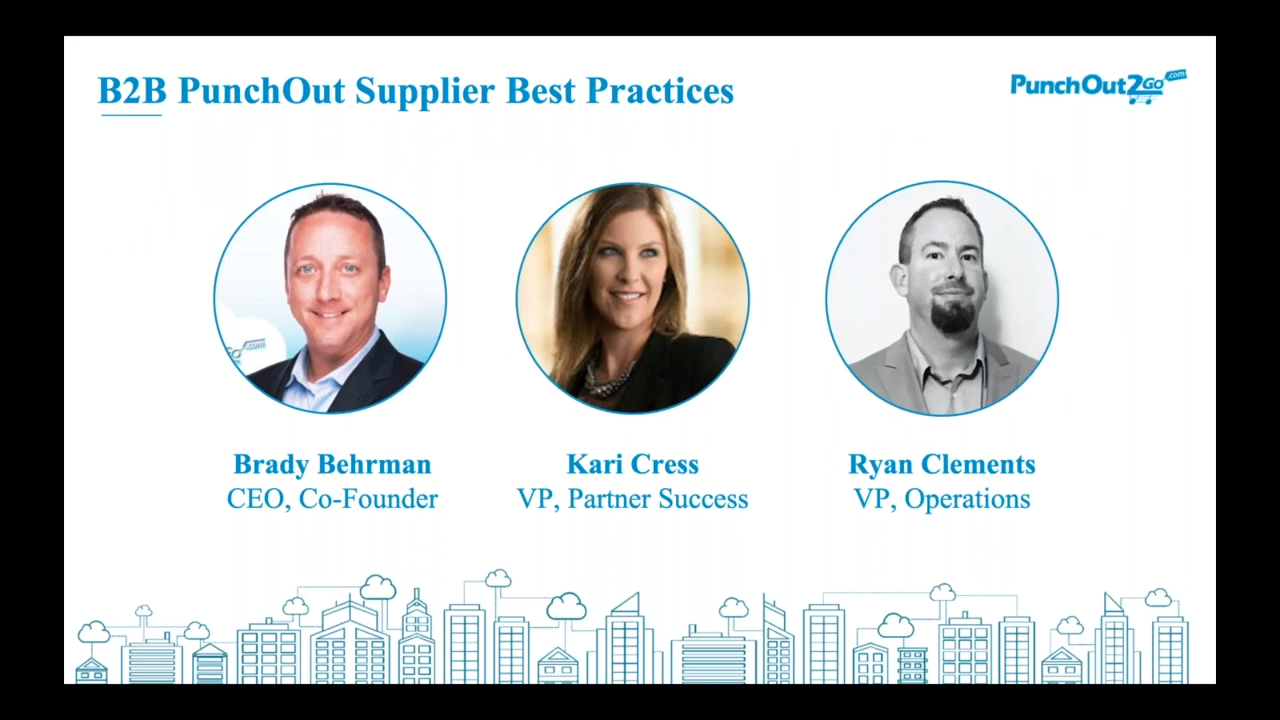 B2B PunchOut Supplier Best Practices
PunchOut2Go.com
Brady Behrman
CEO, Co-Founder
Kari Cress
VP, Partner Success
Ryan Clements
VP, Operations